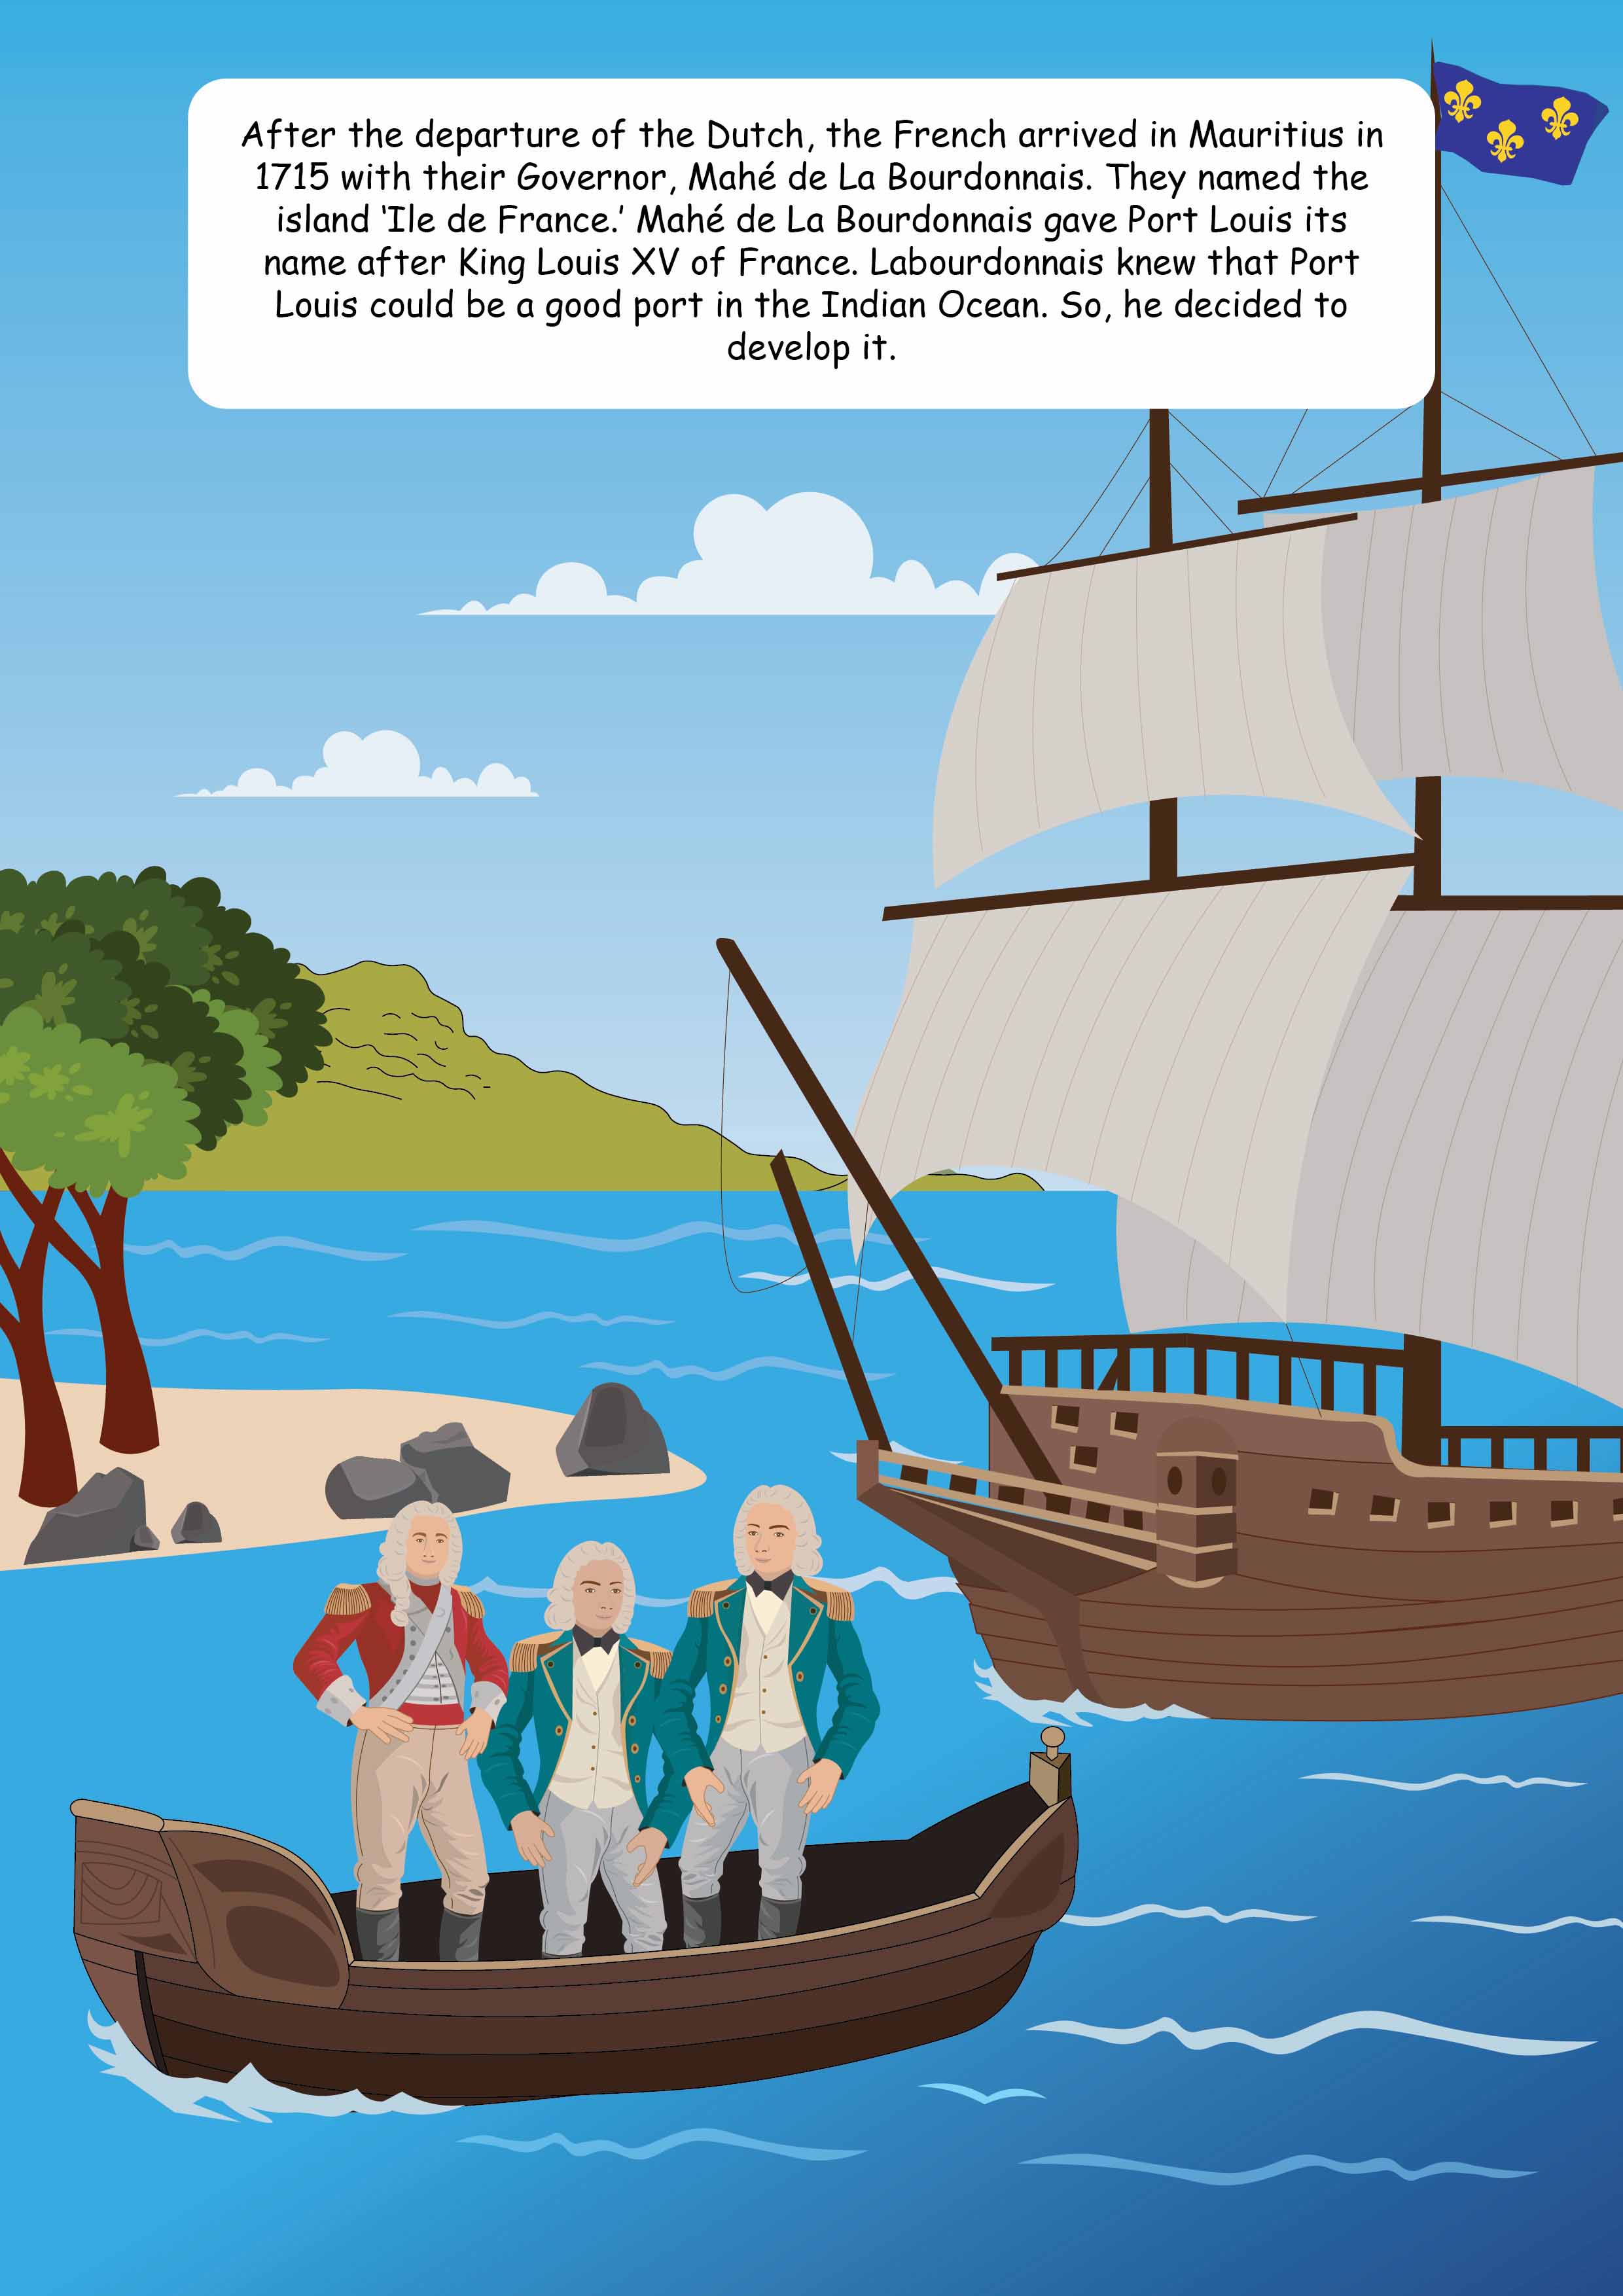 After the departure of the Dutch, the French arrived in Mauritius in
1715 with their Governor, Mahé de La Bourdonnais. They named the
island ‘Ile de France.’ Mahé de La Bourdonnais gave Port Louis its
name after King Louis XV of France. Labourdonnais knew that Port
Louis could be a good port in the Indian Ocean. So, he decided to
develop it.